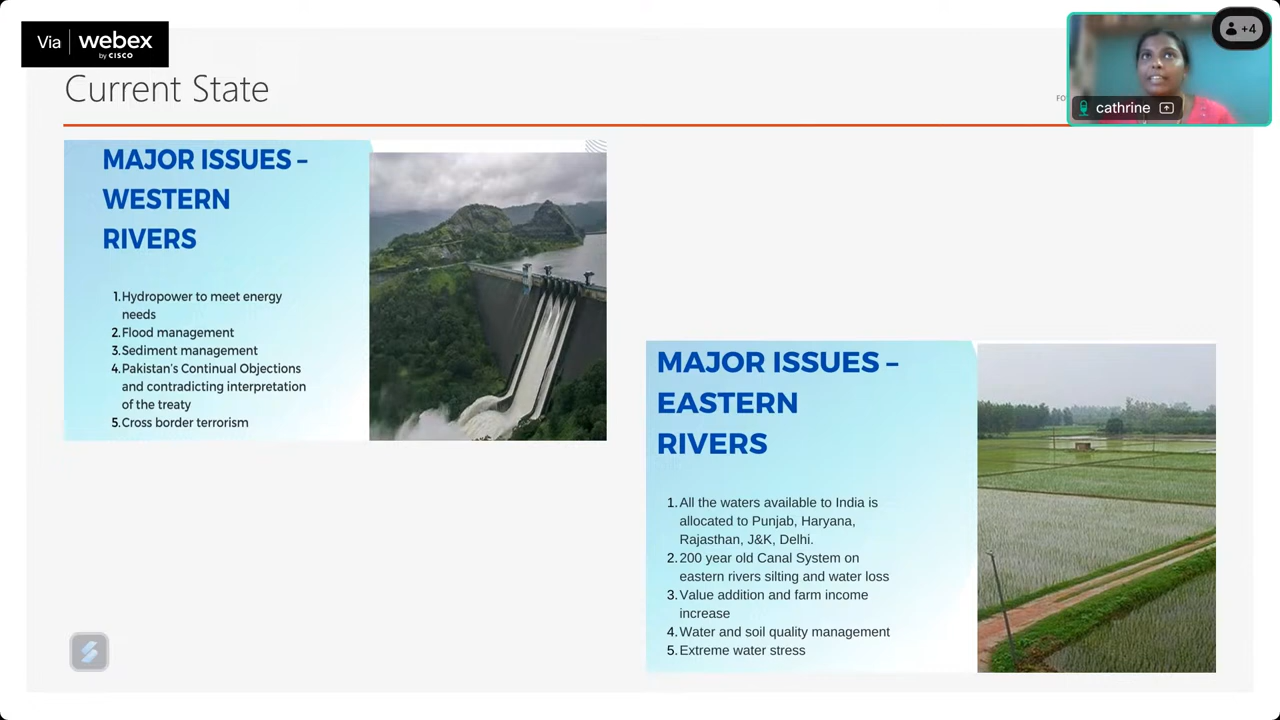 Via webex
by CISCO
Current State
FO
+4
cathrine
MAJOR ISSUES –
WESTERN
RIVERS
1. Hydropower to meet energy
needs
2. Flood management
3. Sediment management
4. Pakistan's Continual Objections
and contradicting interpretation
of the treaty
5. Cross border terrorism
MAJOR ISSUES –
EASTERN
RIVERS
1. All the waters available to India is
allocated to Punjab, Haryana,
Rajasthan, J&K, Delhi.
2. 200 year old Canal System on
eastern rivers silting and water loss
3. Value addition and farm income
increase
4. Water and soil quality management
5. Extreme water stress